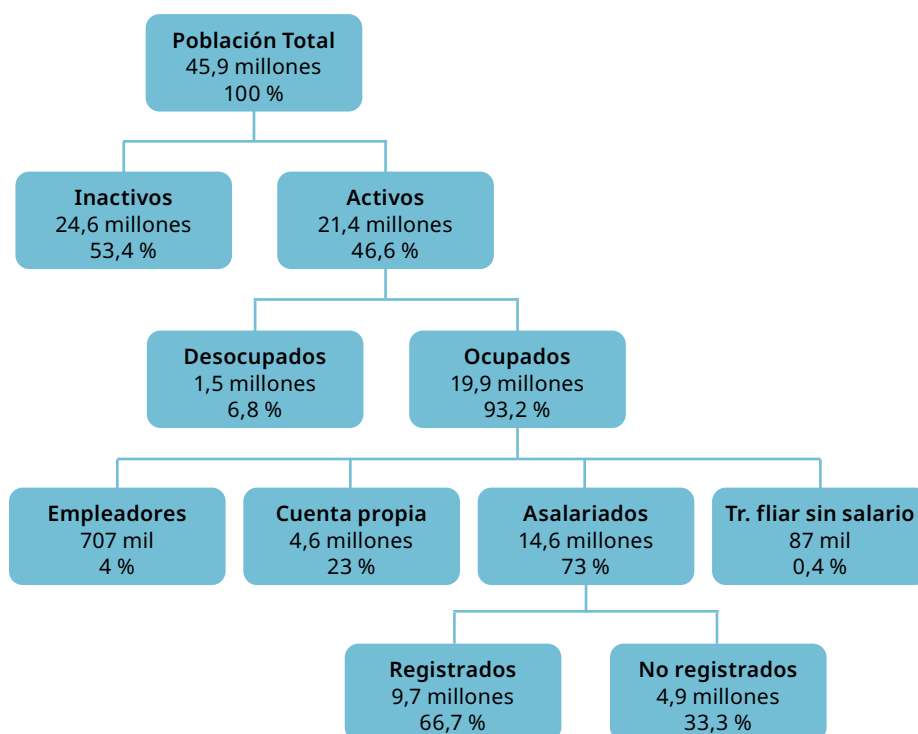 Población Total
45,9 millones
100 %
Inactivos
24,6 millones
53,4 %
Activos
21,4 millones
46,6 %
Desocupados
1,5 millones
6,8 %
Ocupados
19,9 millones
93,2 %
Empleadores
707 mil
4 %
Cuenta propia
4,6 millones
23 %
Asalariados
14,6 millones
73 %
Tr. fliar sin salario
87 mil
0,4 %
Registrados
9,7 millones
66,7 %
No registrados
4,9 millones
33,3 %